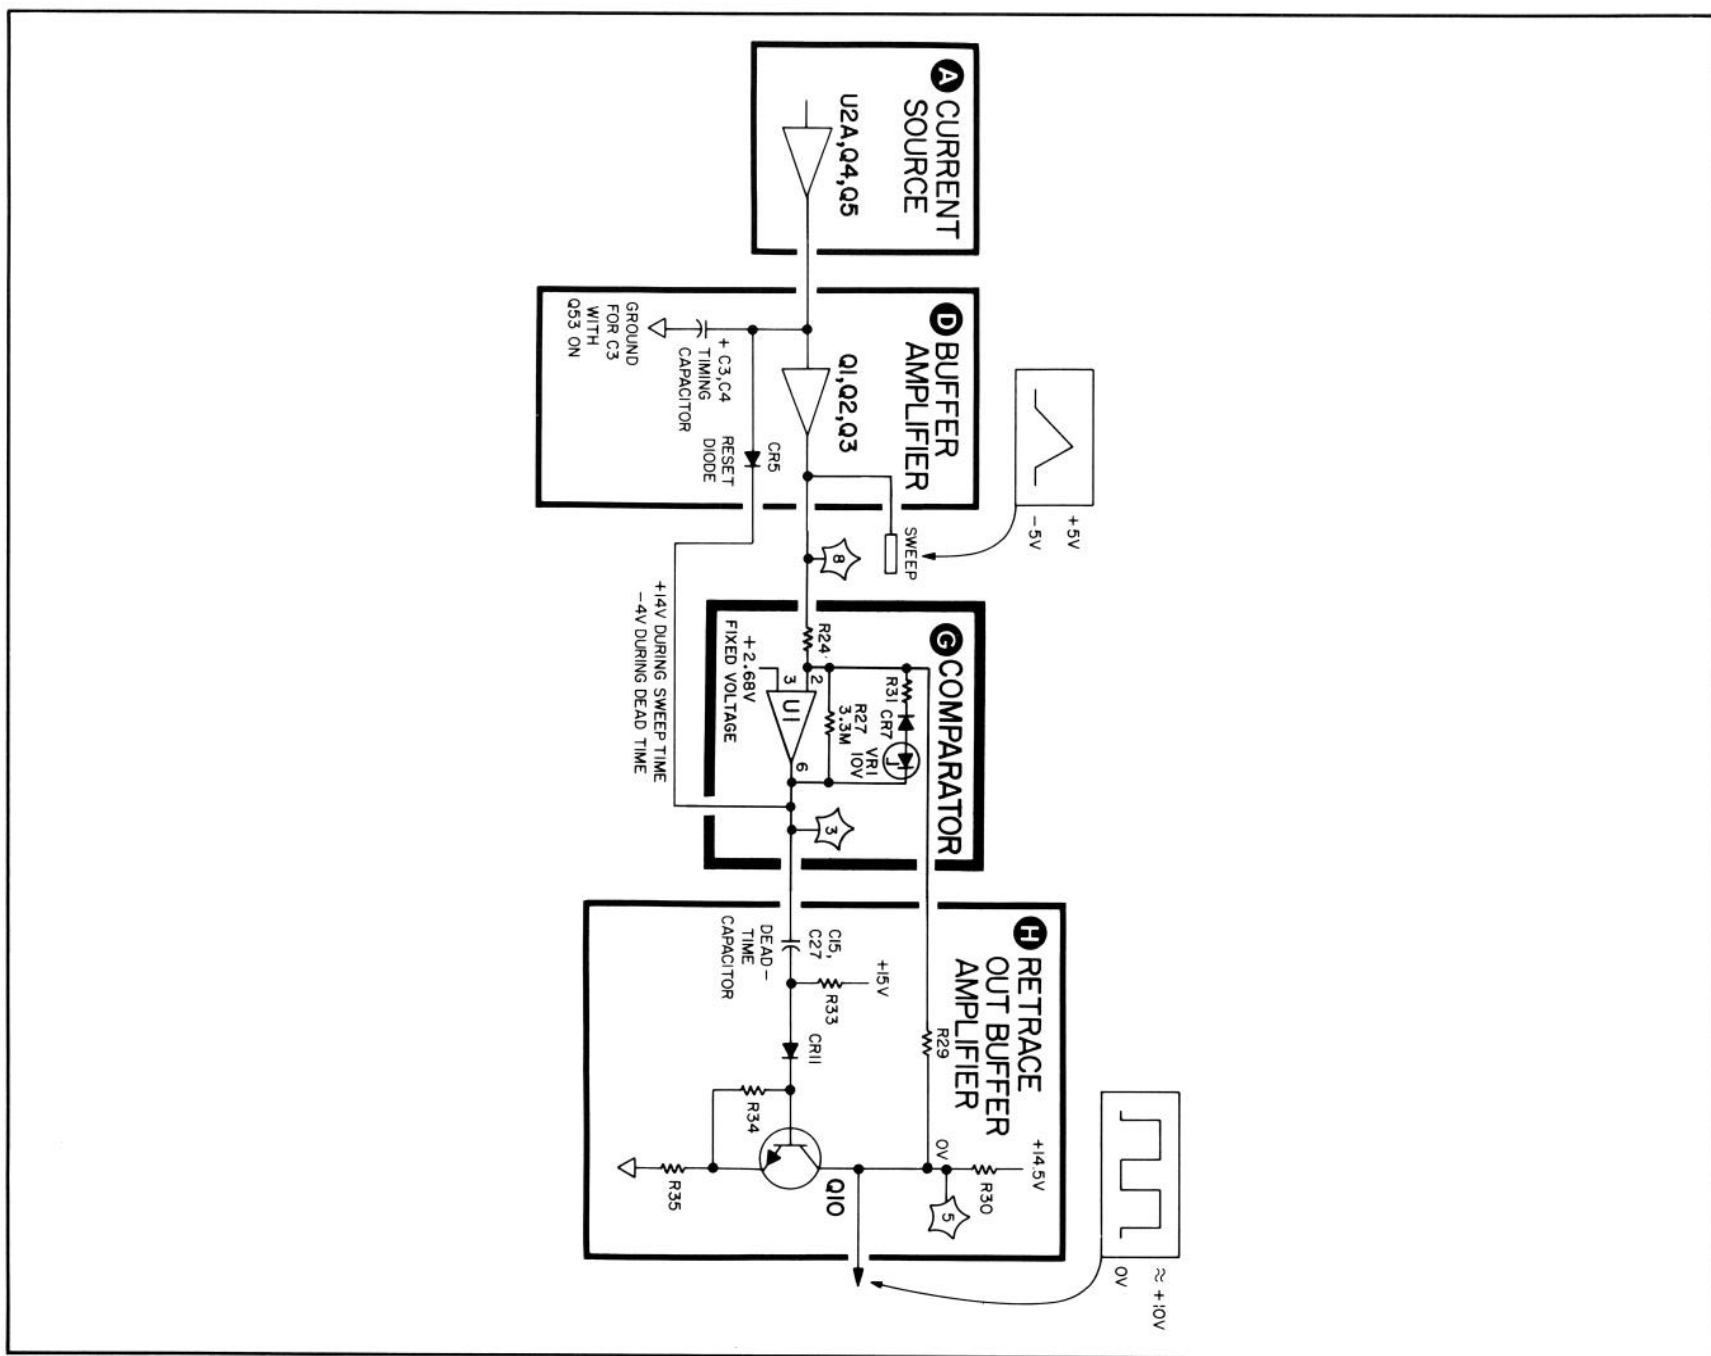 A CURRENT
SOURCE
U2A,Q4,Q5
D BUFFER
AMPLIFIER
Q1,Q2,Q3
+ C3,C4
TIMING
CAPACITOR
GROUND
FOR C3
WITH
Q53 ON
CR5
RESET
DIODE
+5V
-5V
SWEEP
8
+14V DURING SWEEP TIME
-4V DURING DEAD TIME
G COMPARATOR
R24
R31
CR7
VR1
10V
R27
3.3M
2
3
U1
6
+2.68V
FIXED VOLTAGE
3
H RETRACE
OUT BUFFER
AMPLIFIER
C15,
C27
DEAD-
TIME
CAPACITOR
+15V
R33
CR11
R29
R34
R35
Q10
0V
+14.5V
R30
5
≈ +10V
0V